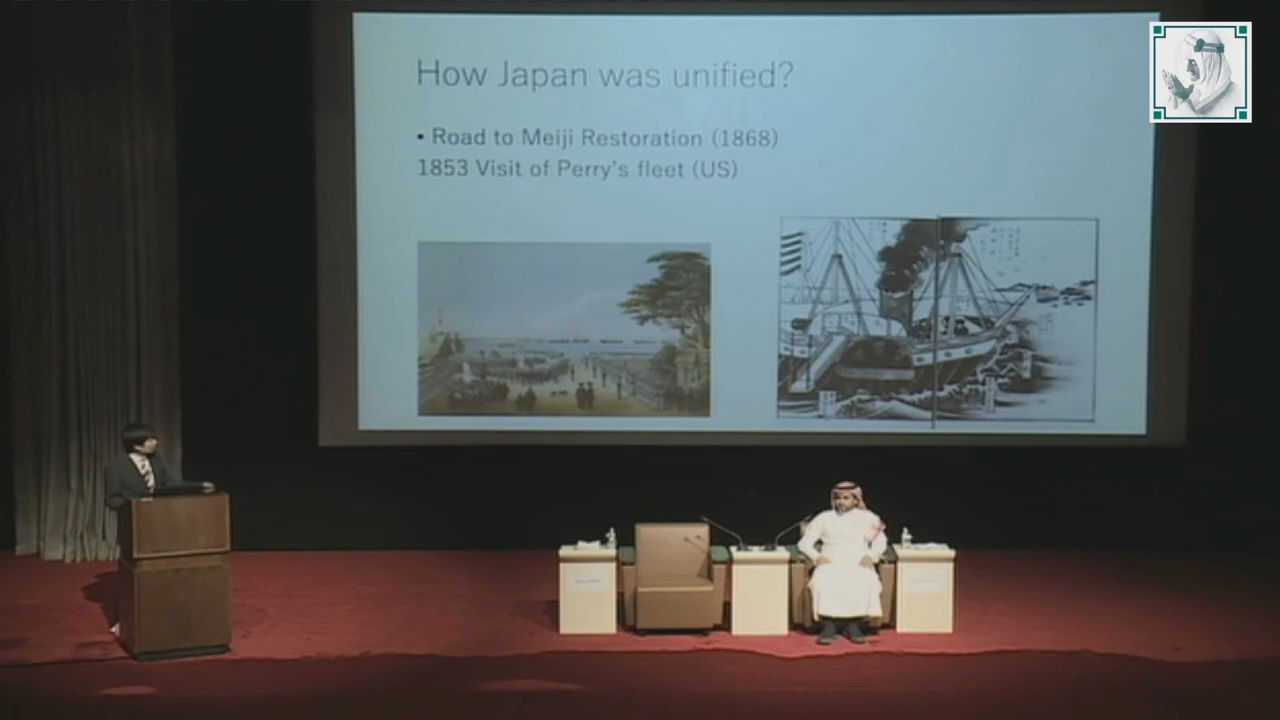 How Japan was unified?
• Road to Meiji Restoration (1868)
1853 Visit of Perry's fleet (US)